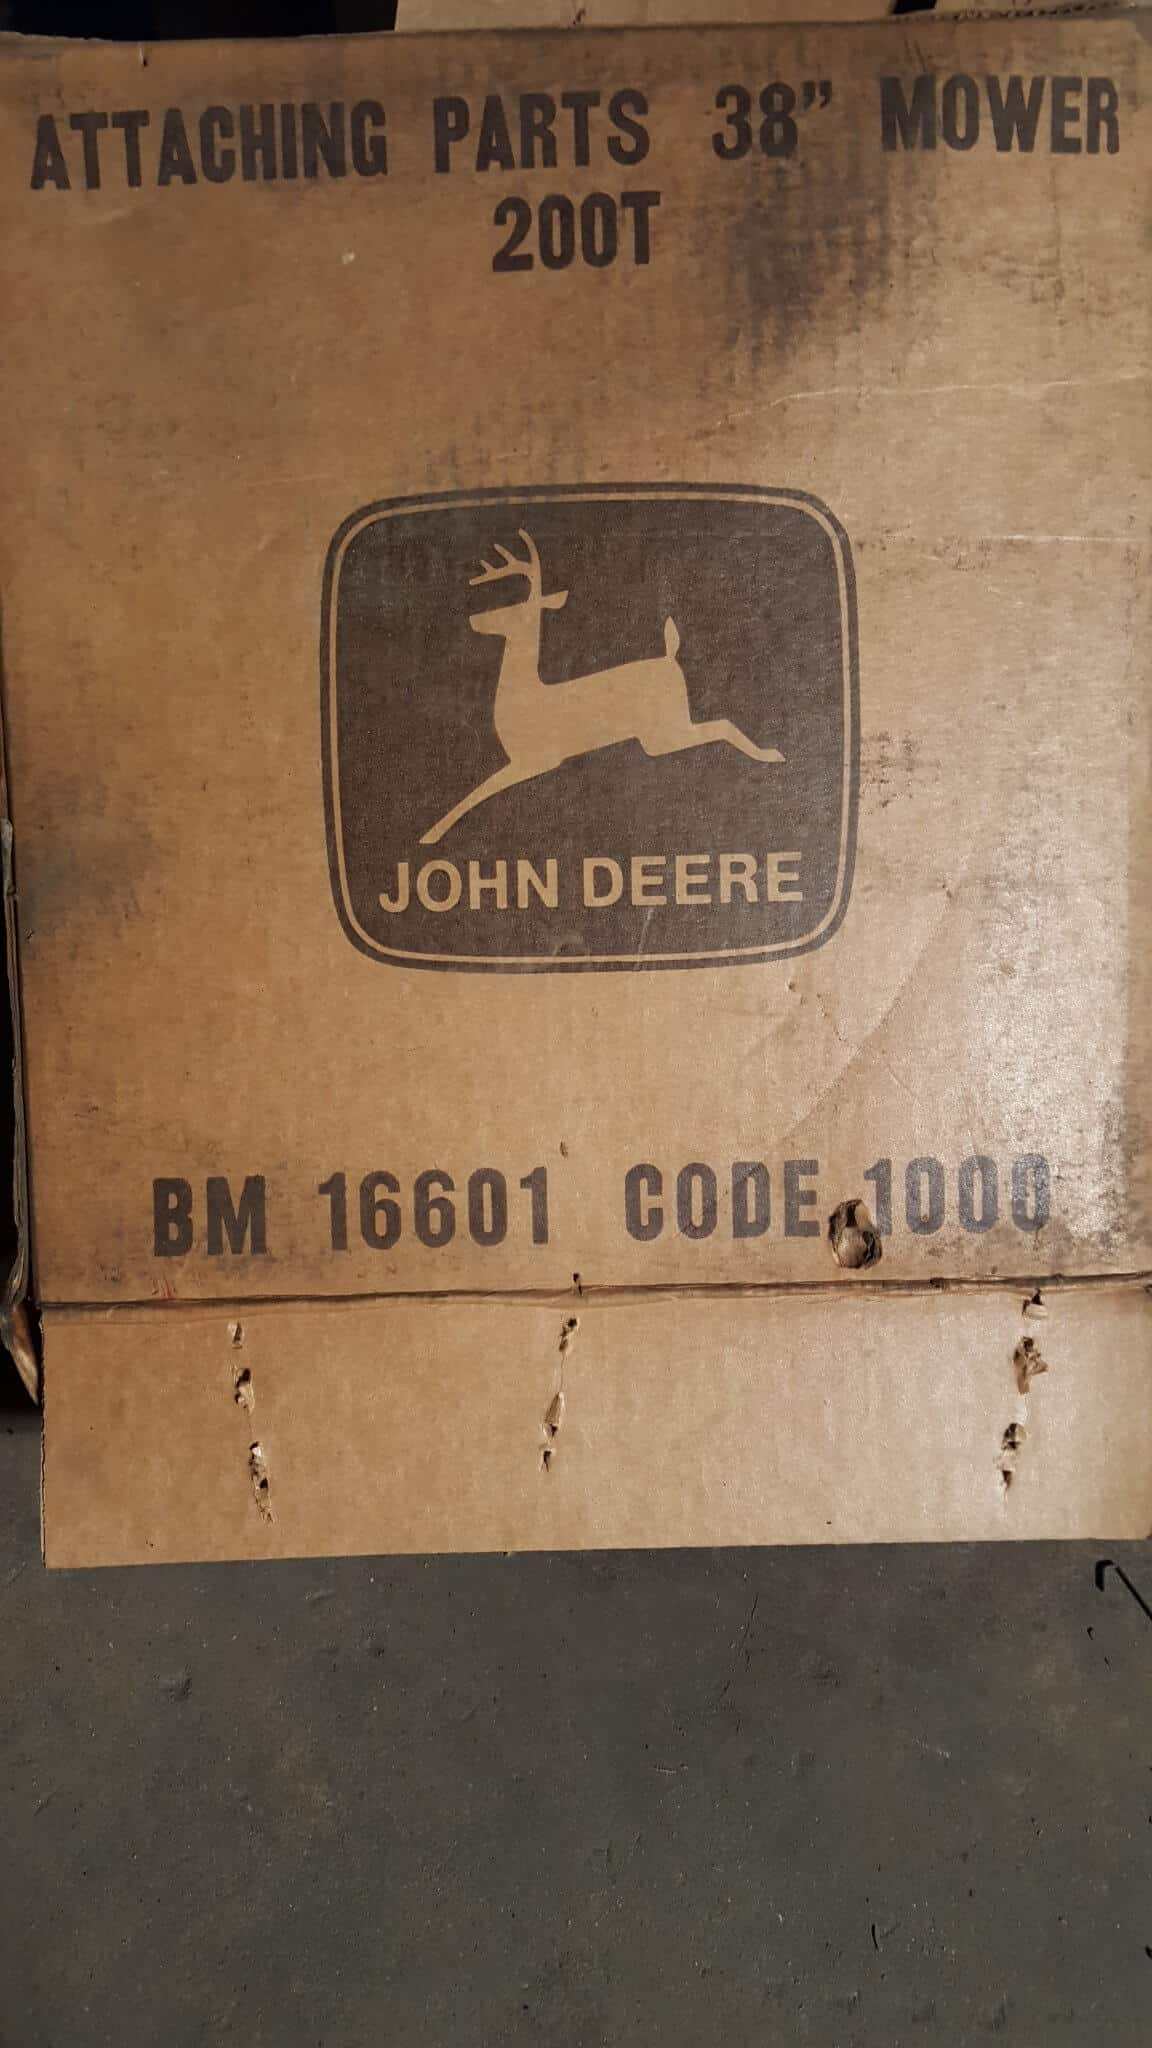 ATTACHING PARTS 38" MOWER
200T
JOHN DEERE
BM 16601 CODE 1000